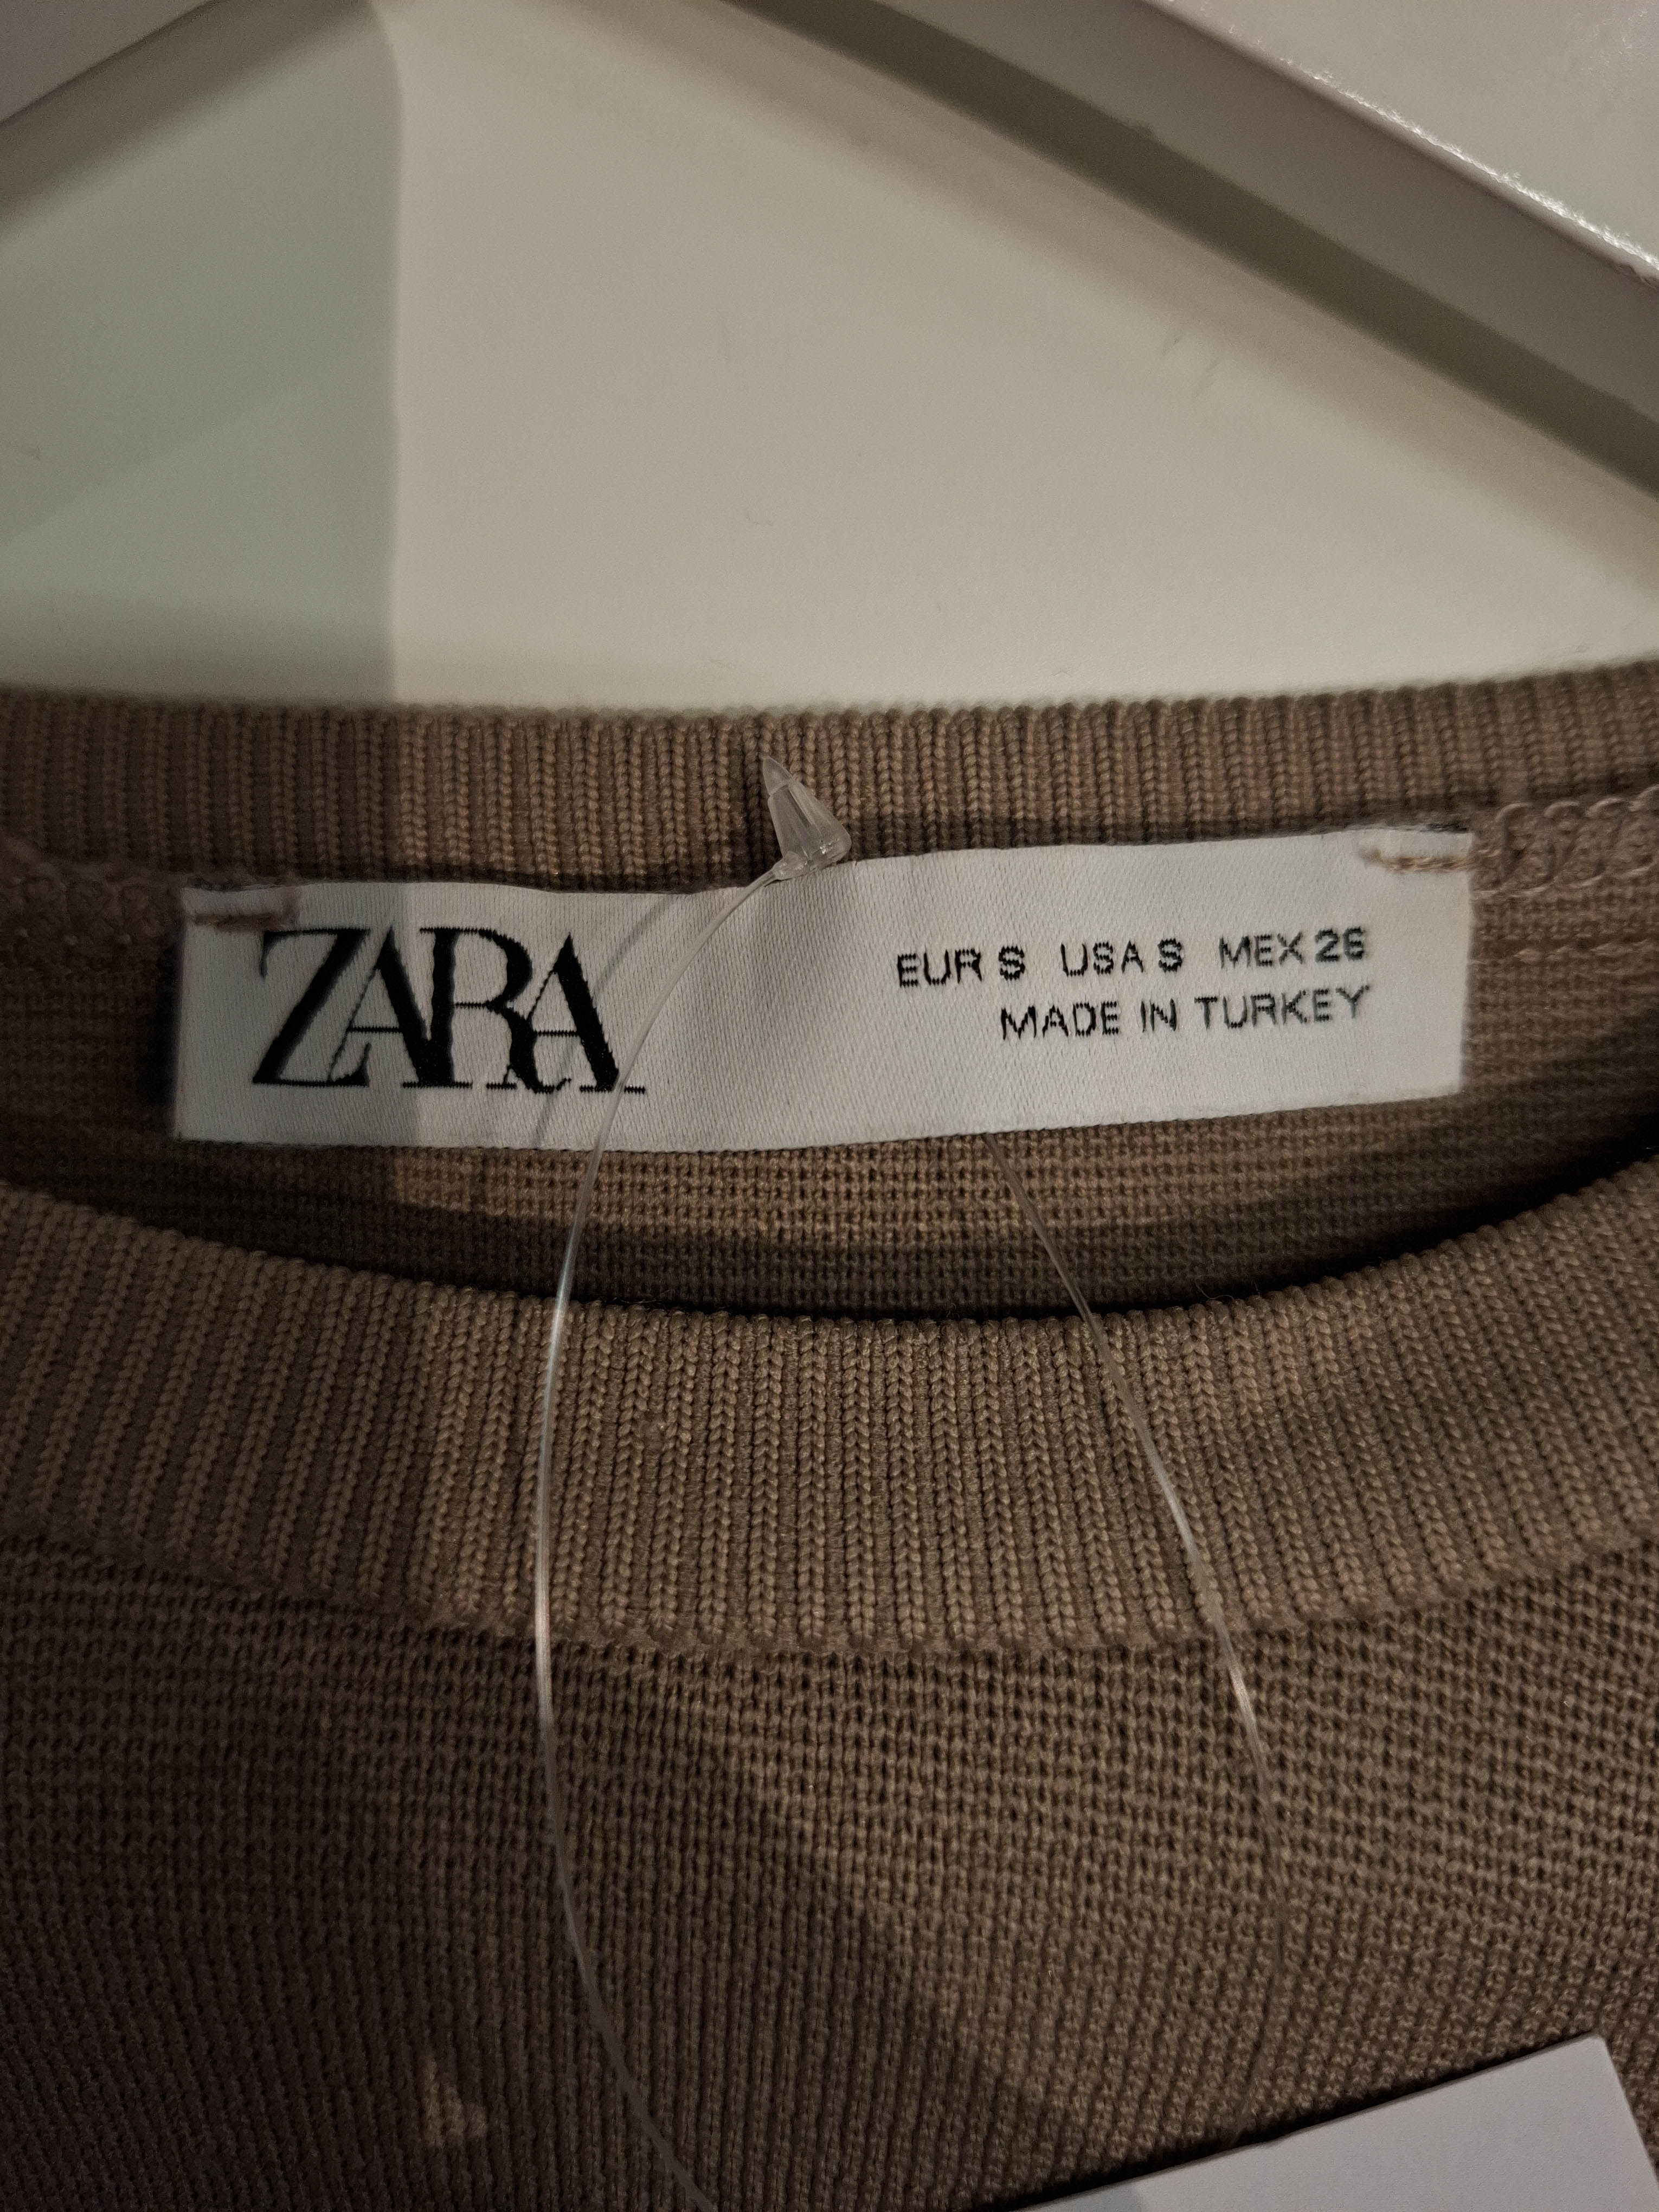 ZARA
EUR S USA S MEX 26
MADE IN TURKEY